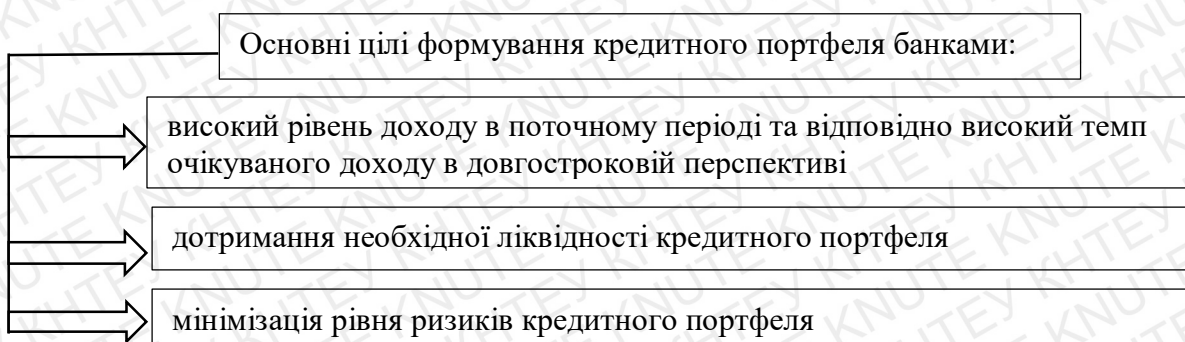 Основні цілі формування кредитного портфеля банками:
високий рівень доходу в поточному періоді та відповідно високий темп
очікуваного доходу в довгостроковій перспективі
дотримання необхідної ліквідності кредитного портфеля
мінімізація рівня ризиків кредитного портфеля